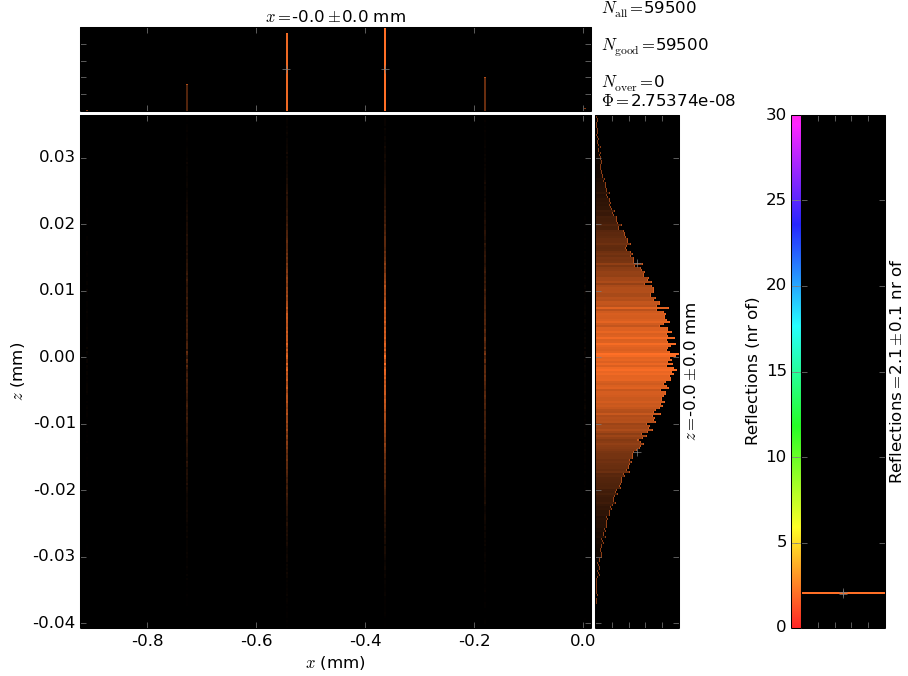 x=-0.0±0.0 mm
N_all=59500
N_good=59500
N_over=0
Φ=2.75374e-08
0.03
0.02
0.01
0.00
-0.01
-0.02
-0.03
-0.04
z (mm)
-0.8 -0.6 -0.4 -0.2 0.0
x (mm)
z=-0.0±0.0 mm
30
25
20
15
10
5
0
Reflections (nr of)
Reflections=2.1±0.1 nr of